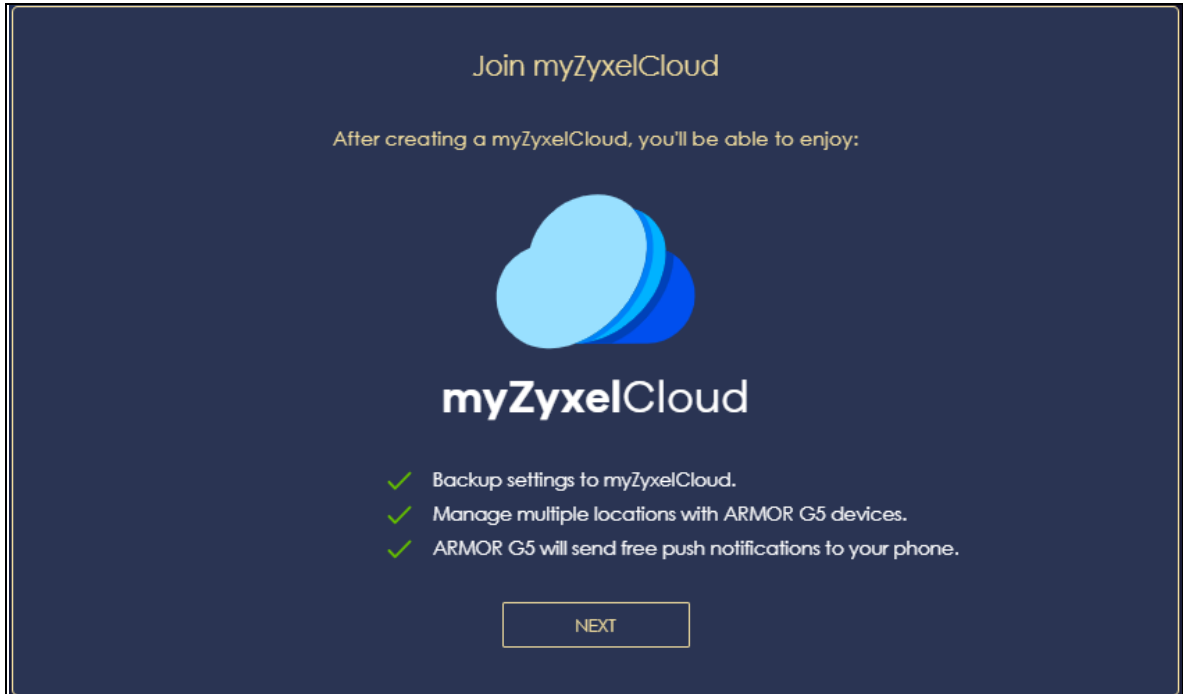 Join myZyxelCloud
After creating a myZyxelCloud, you'll be able to enjoy:
myZyxelCloud
Backup settings to myZyxelCloud.
Manage multiple locations with ARMOR G5 devices.
ARMOR G5 will send free push notifications to your phone.
NEXT